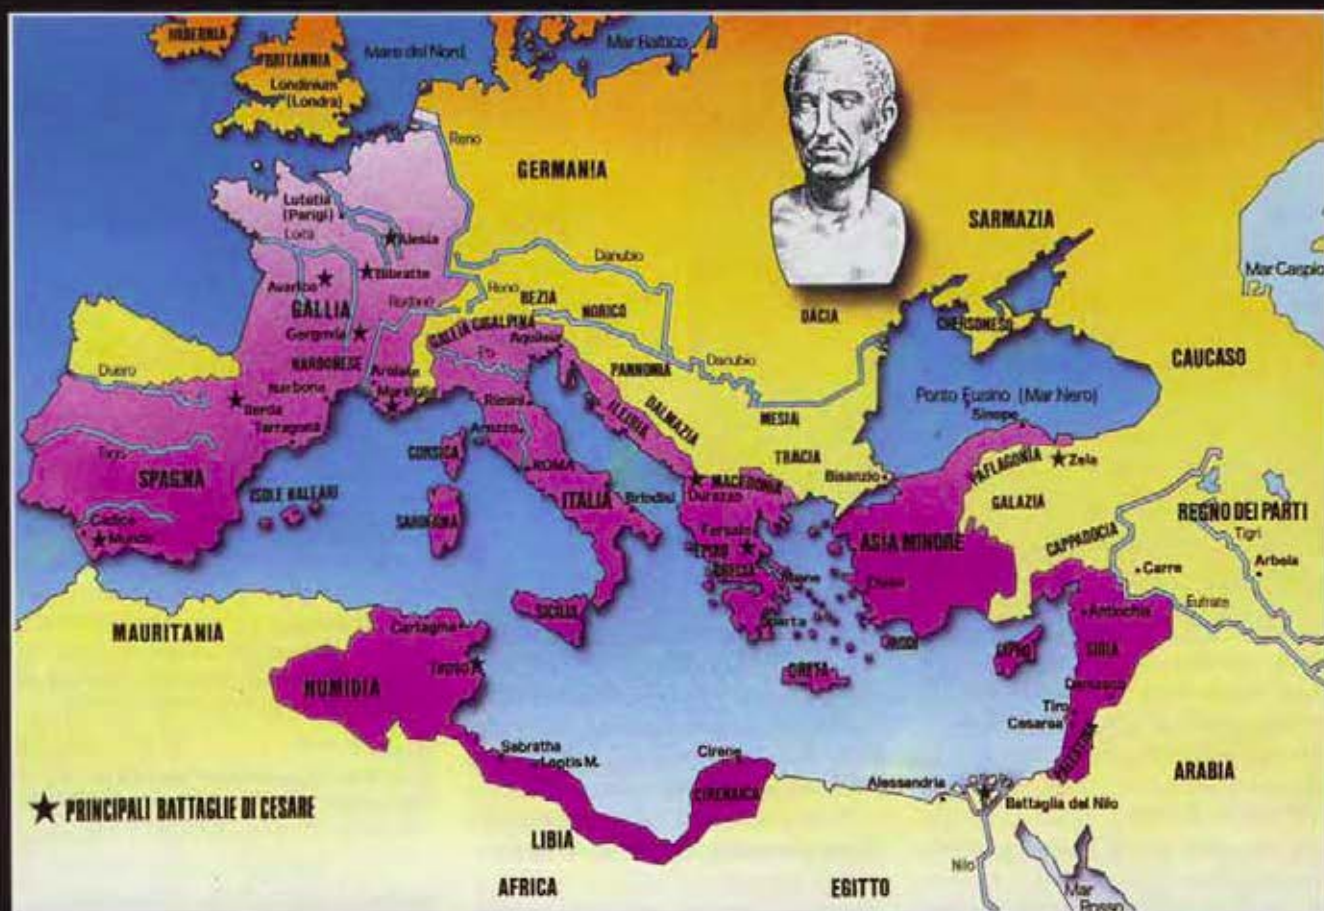 HIBERNIA
BRITANNIA
Londinium
(Londra)
Mare del Nord
Mar Baltico
Reno
GERMANIA
SARMAZIA
Mar Caspio
Lutetia
(Parigi)
Loira
Alesia
Bibratte
GALLIA
Gergovia
Rodano
NARBONESE
Danubio
Reno
REZIA
NORICO
DACIA
CHERSONESO
CAUCASO
GALLIA CISALPINA
Aquileia
Po
PANNONIA
Danubio
MESIA
Ponto Eusino (Mar Nero)
Sinope
Duero
Narbona
Arelate
Marsiglia
Rimini
Arezzo
ILLIRIA
DALMAZIA
TRACIA
Bisanzio
PAFLAGONIA
Zela
GALAZIA
Tarragona
Tago
SPAGNA
ISOLE BALEARI
CORSICA
SARDEGNA
ROMA
ITALIA
Brindisi
MACEDONIA
Durazzo
Farsalo
EPIRO
GRECIA
Atene
Sparta
ASIA MINORE
CAPPADOCIA
REGNO DEI PARTI
Tigri
Arbela
Carre
Eufrate
Cadice
Munda
MAURITANIA
Cartagine
Tapso
NUMIDIA
SICILIA
CRETA
RODI
CIPRO
Antiochia
SIRIA
Damasco
Tiro
Cesarea
PALESTINA
ARABIA
Sabratha
Leptis M.
Cirene
CIRENAICA
Alessandria
Battaglia del Nilo
★ PRINCIPALI BATTAGLIE DI CESARE
LIBIA
AFRICA
EGITTO
Nilo
Mar
Rosso